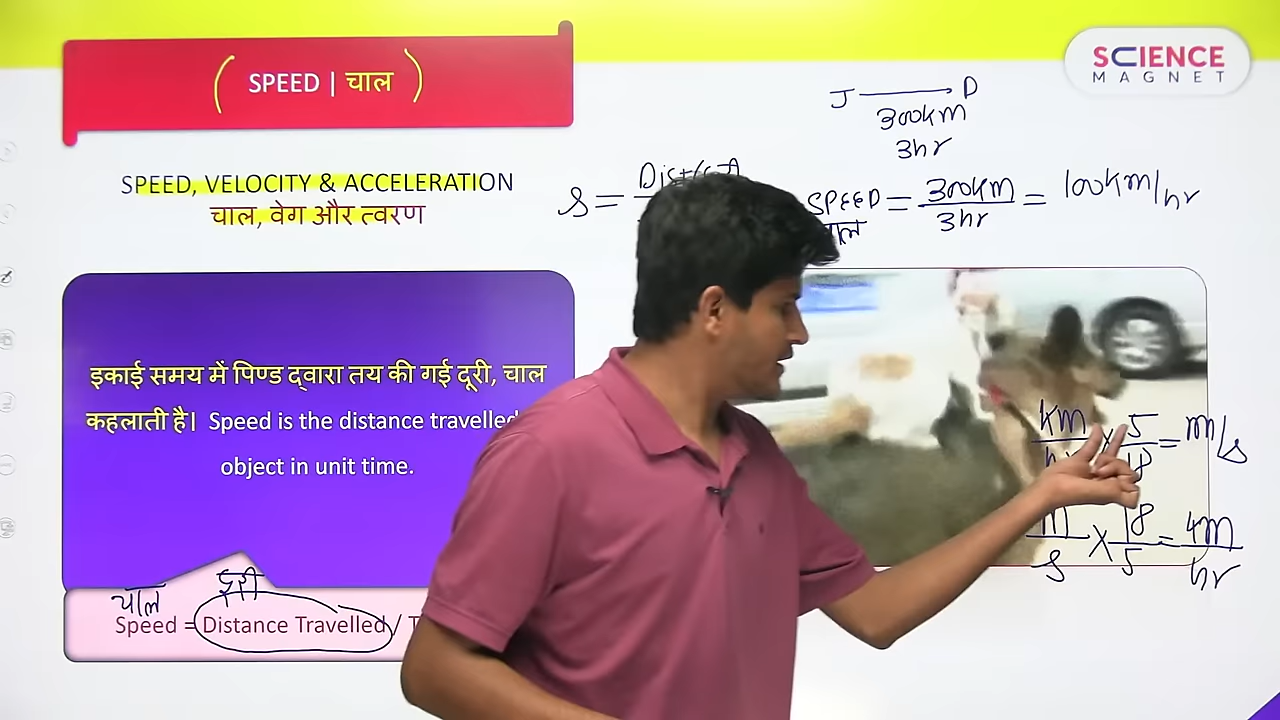 ( SPEED | चाल )
SCIENCE
MAGNET
J → D
300km
3hr
SPEED, VELOCITY & ACCELERATION
चाल, वेग और त्वरण
S =
SPEED = 300km / 3hr = 100km/hr
इकाई समय में पिण्ड द्वारा तय की गई दूरी, चाल
कहलाती है। Speed is the distance travelled
object in unit time.
km / hr × 5 / 18 = m/s
m / s × 18 / 5 = km / hr
चाल दूरी
Speed = Distance Travelled /